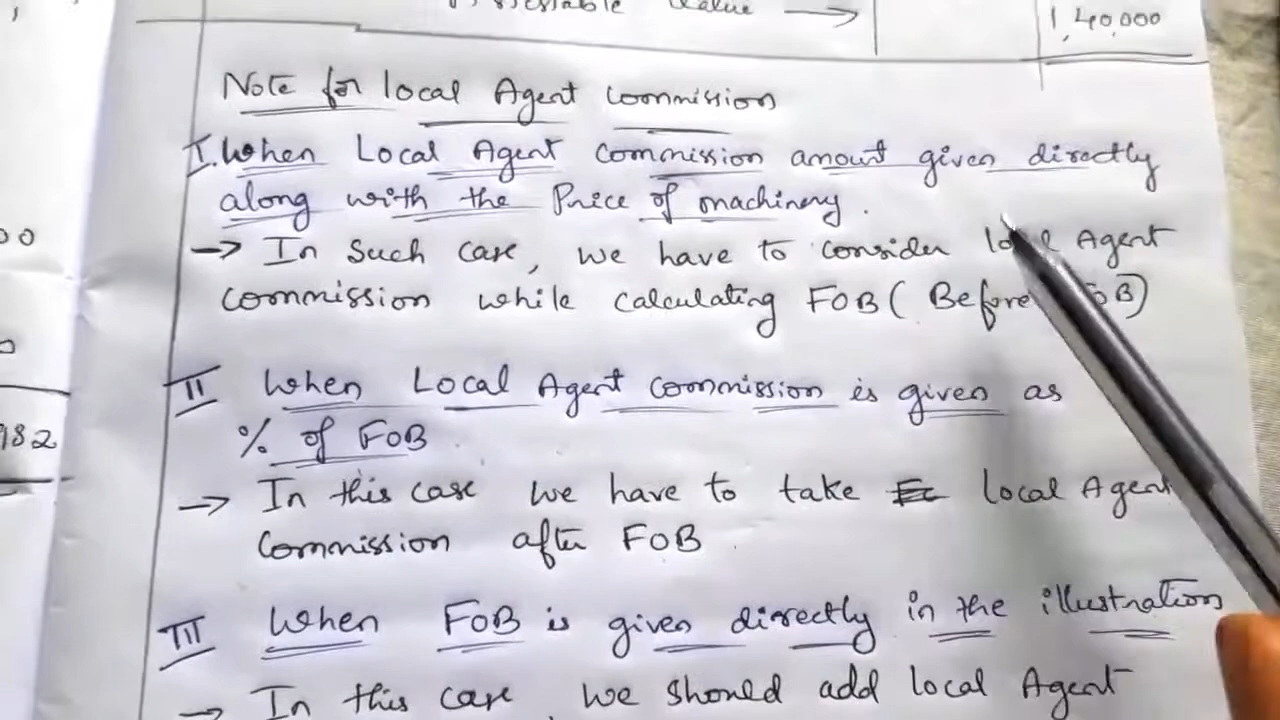 Value → 1,40,000
Note for local Agent Commission
I. When Local Agent Commission amount given directly
along with the Price of machinery.
→ In Such case, we have to consider Agent
Commission while calculating FOB (Before
II When Local Agent Commission is given as
% of FOB
→ In this case we have to take local Agent
Commission after FOB
III When FOB is given directly in the illustration
→ In this case, we should add local Agent
00
982